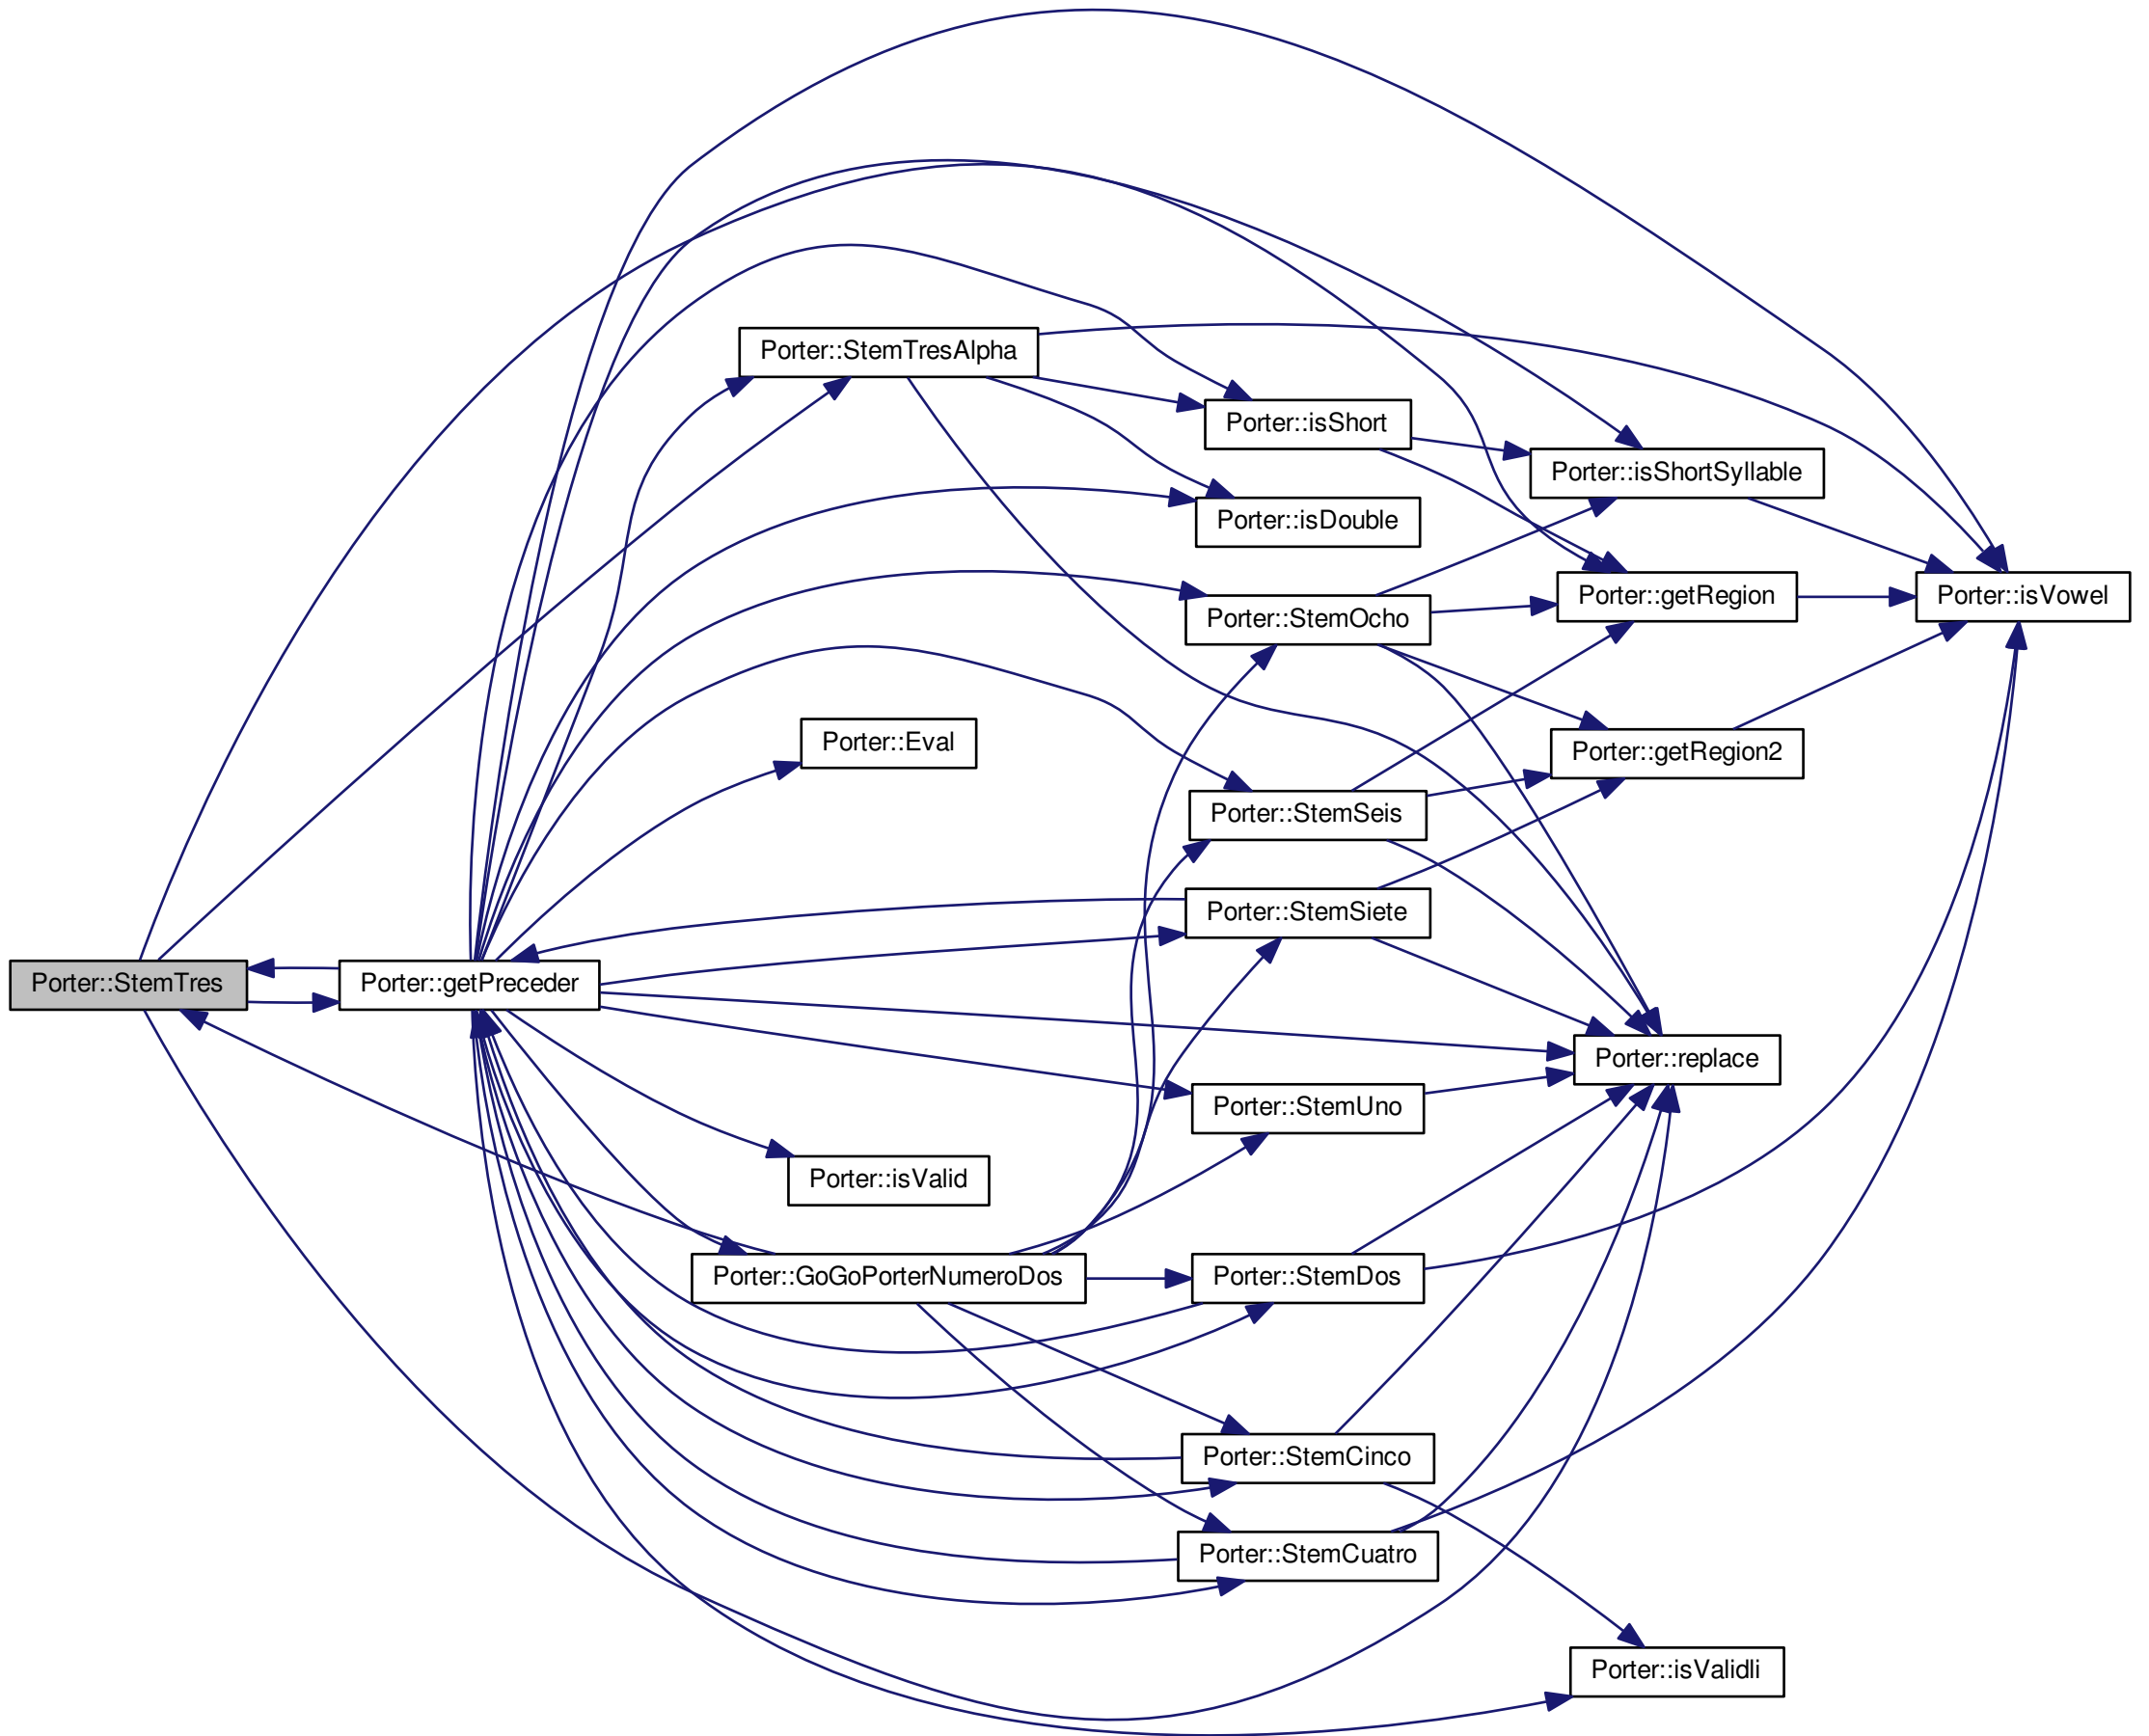 Porter::StemTresAlpha
Porter::isShort
Porter::isShortSyllable
Porter::isDouble
Porter::getRegion
Porter::isVowel
Porter::StemOcho
Porter::Eval
Porter::getRegion2
Porter::StemSeis
Porter::StemSiete
Porter::StemTres
Porter::getPreceder
Porter::replace
Porter::StemUno
Porter::isValid
Porter::GoGoPorterNumeroDos
Porter::StemDos
Porter::StemCinco
Porter::StemCuatro
Porter::isValidli